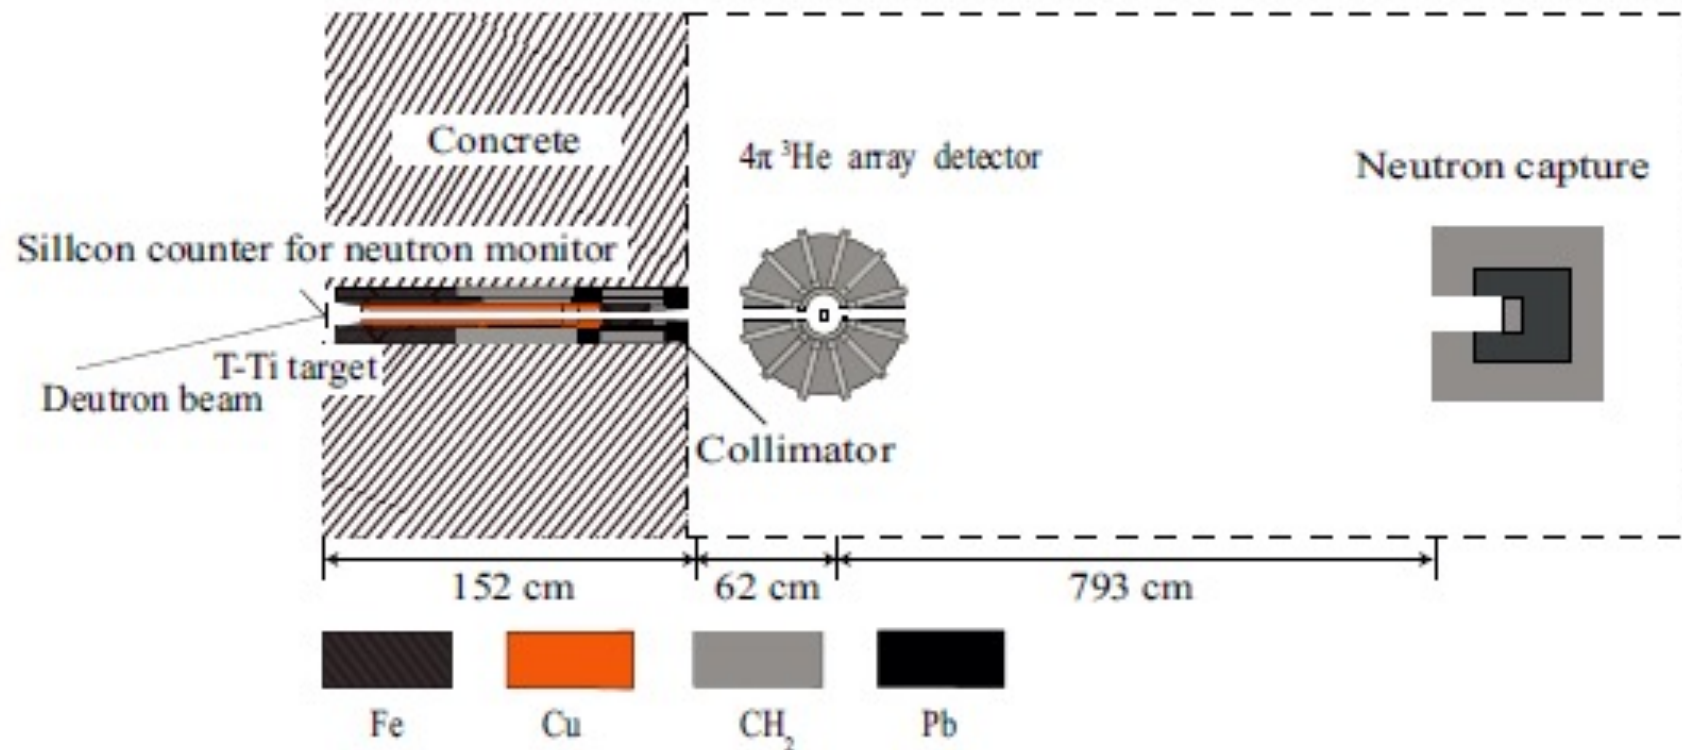 Concrete
4π ³He array detector
Neutron capture
Sillcon counter for neutron monitor
T-Ti target
Deutron beam
Collimator
152 cm
62 cm
793 cm
Fe
Cu
CH₂
Pb